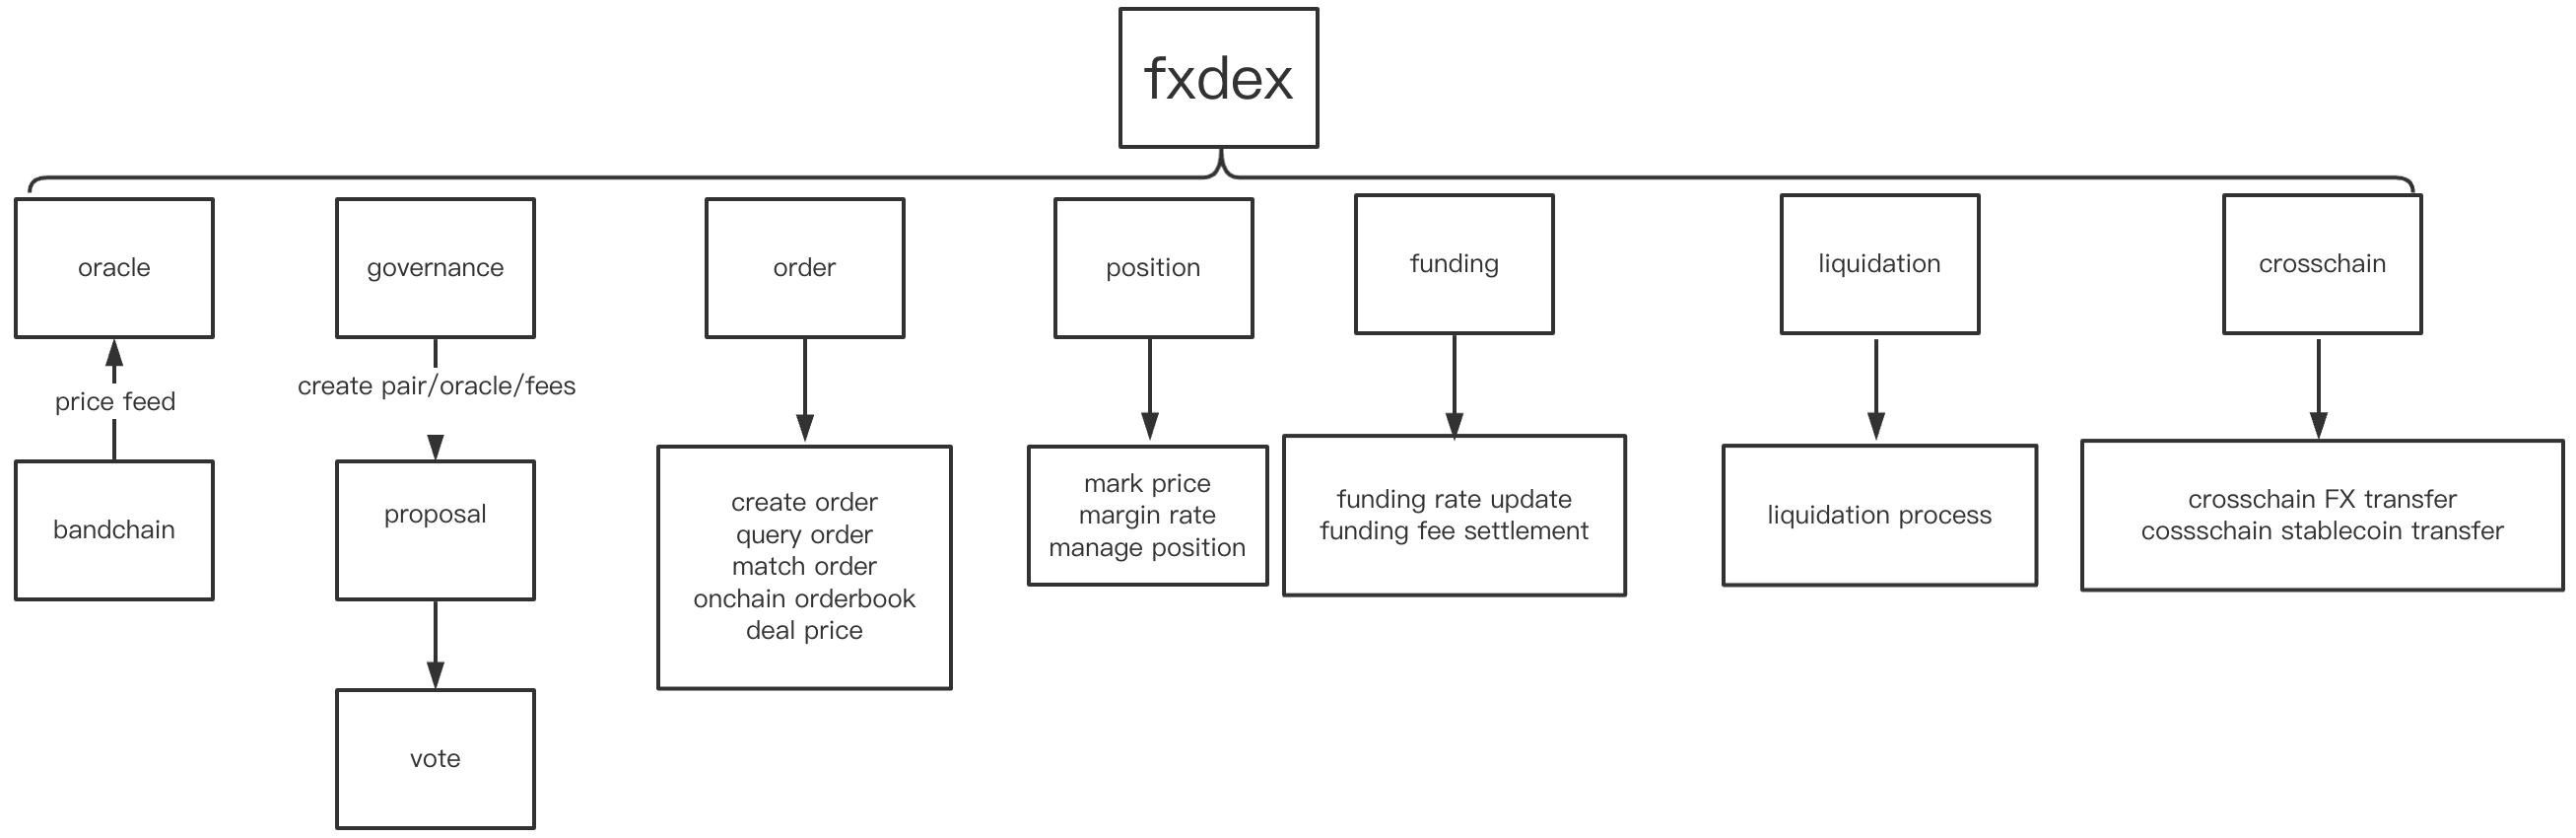 fxdex
oracle
governance
order
position
funding
liquidation
crosschain
price feed
create pair/oracle/fees
bandchain
proposal
create order
query order
match order
onchain orderbook
deal price
mark price
margin rate
manage position
funding rate update
funding fee settlement
liquidation process
crosschain FX transfer
cossschain stablecoin transfer
vote